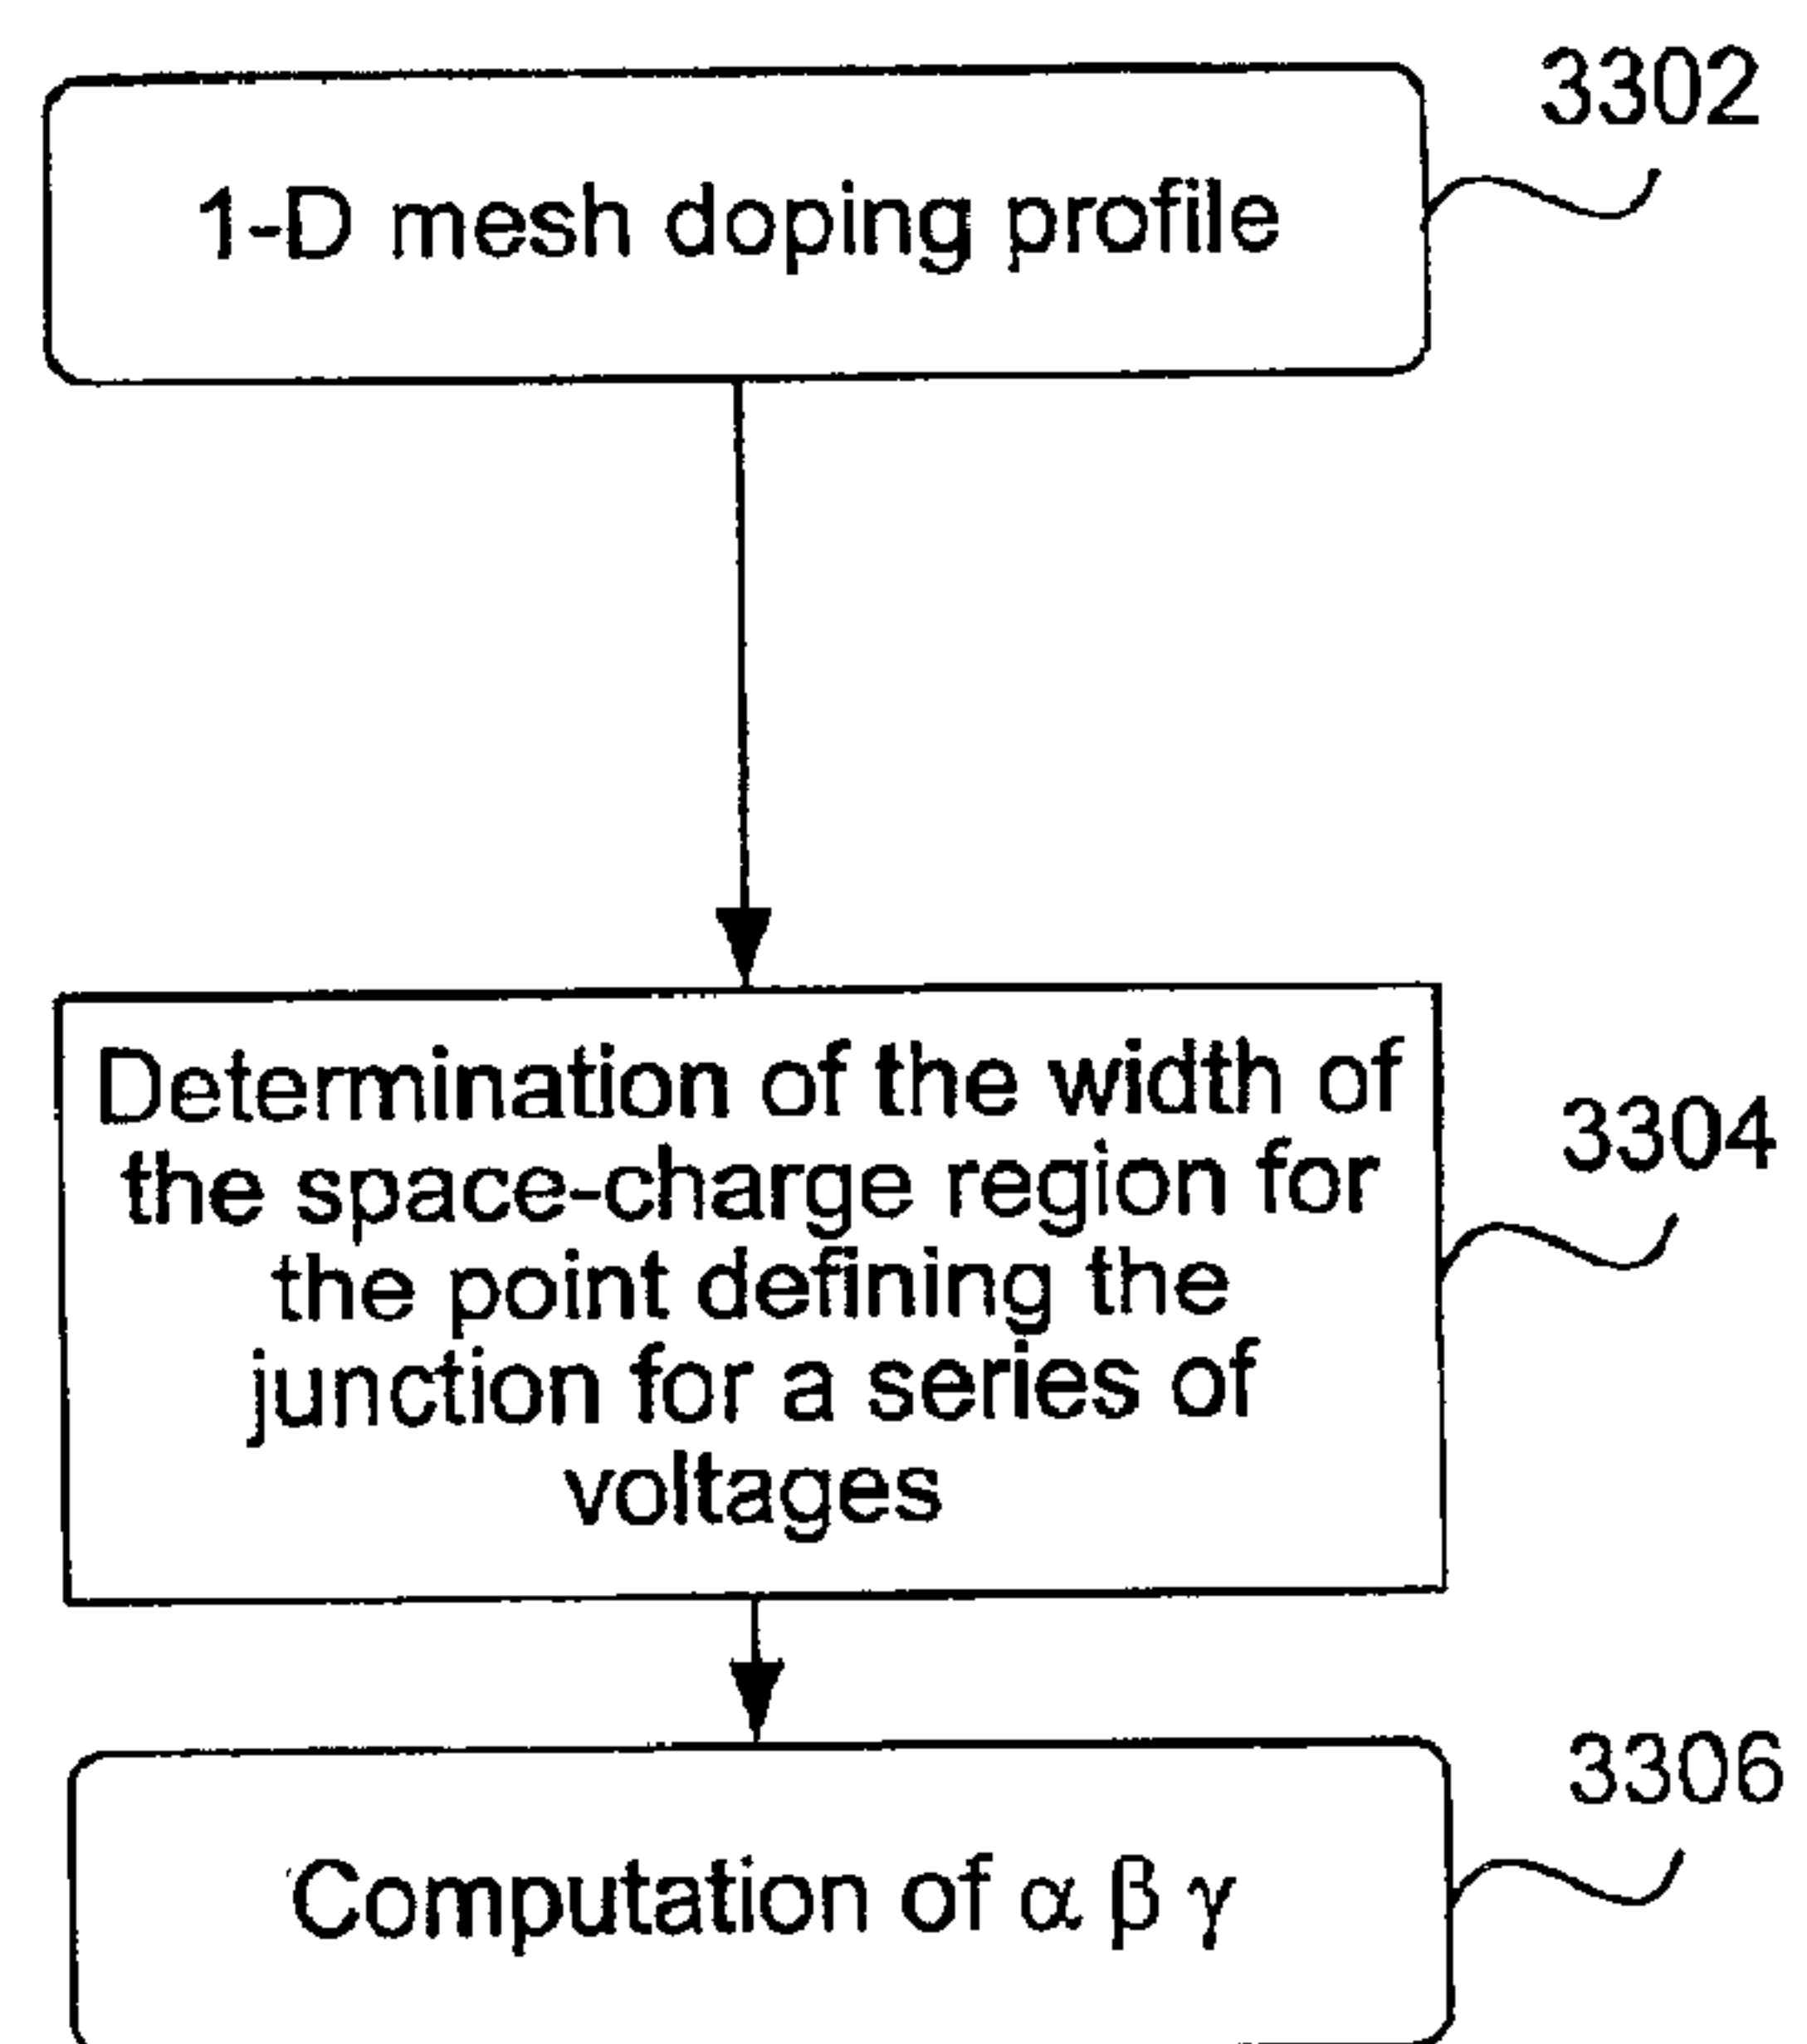 3302
1-D mesh doping profile
Determination of the width of
the space-charge region for
the point defining the
junction for a series of
voltages
3304
3306
Computation of α β γ